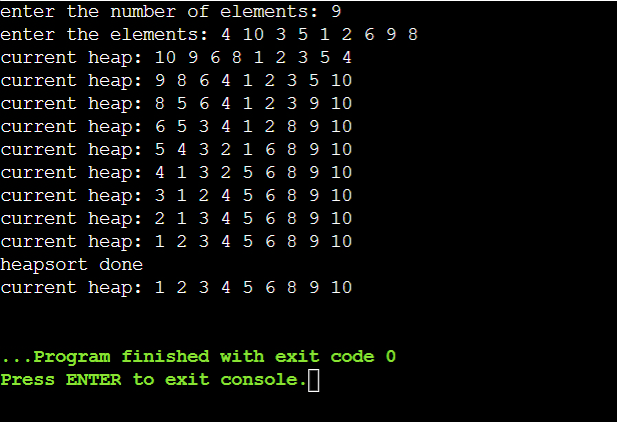 enter the number of elements: 9
enter the elements: 4 10 3 5 1 2 6 9 8
current heap: 10 9 6 8 1 2 3 5 4
current heap: 9 8 6 4 1 2 3 5 10
current heap: 8 5 6 4 1 2 3 9 10
current heap: 6 5 3 4 1 2 8 9 10
current heap: 5 4 3 2 1 6 8 9 10
current heap: 4 1 3 2 5 6 8 9 10
current heap: 3 1 2 4 5 6 8 9 10
current heap: 2 1 3 4 5 6 8 9 10
current heap: 1 2 3 4 5 6 8 9 10
heapsort done
current heap: 1 2 3 4 5 6 8 9 10
...Program finished with exit code 0
Press ENTER to exit console.